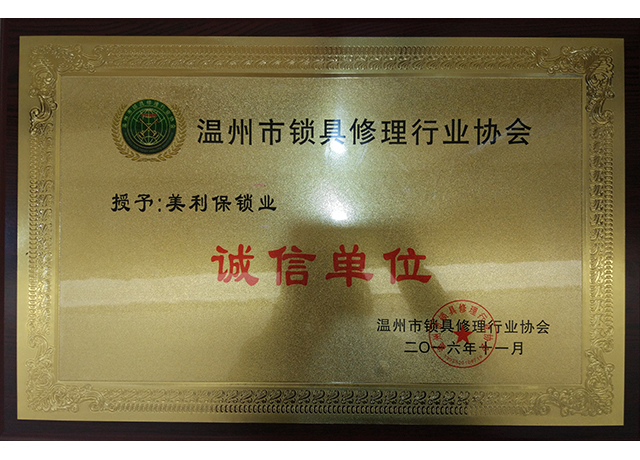 温州市锁具修理行业协会
授予:美利保锁业
诚信单位
温州市锁具修理行业协会
二〇一六年十一月